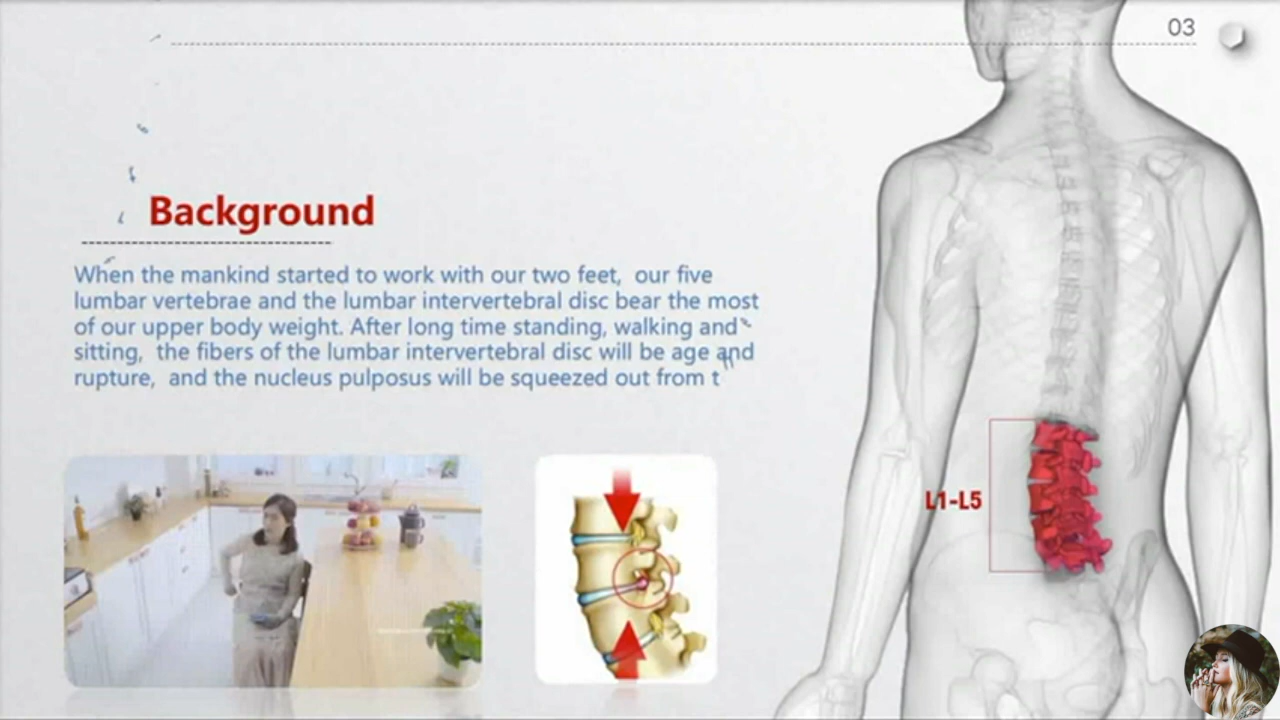 03
Background
When the mankind started to work with our two feet,  our five
lumbar vertebrae and the lumbar intervertebral disc bear the most
of our upper body weight. After long time standing, walking and
sitting,  the fibers of the lumbar intervertebral disc will be age and
rupture,  and the nucleus pulposus will be squeezed out from t
L1-L5